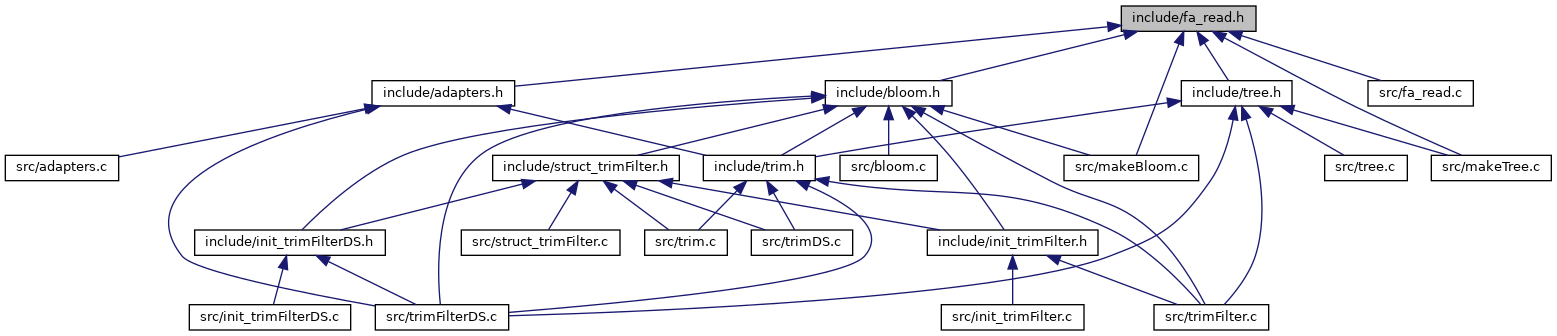 include/fa_read.h
include/adapters.h
include/bloom.h
include/tree.h
src/fa_read.c
src/adapters.c
include/struct_trimFilter.h
include/trim.h
src/bloom.c
src/makeBloom.c
src/tree.c
src/makeTree.c
include/init_trimFilterDS.h
src/struct_trimFilter.c
src/trim.c
src/trimDS.c
include/init_trimFilter.h
src/init_trimFilterDS.c
src/trimFilterDS.c
src/init_trimFilter.c
src/trimFilter.c